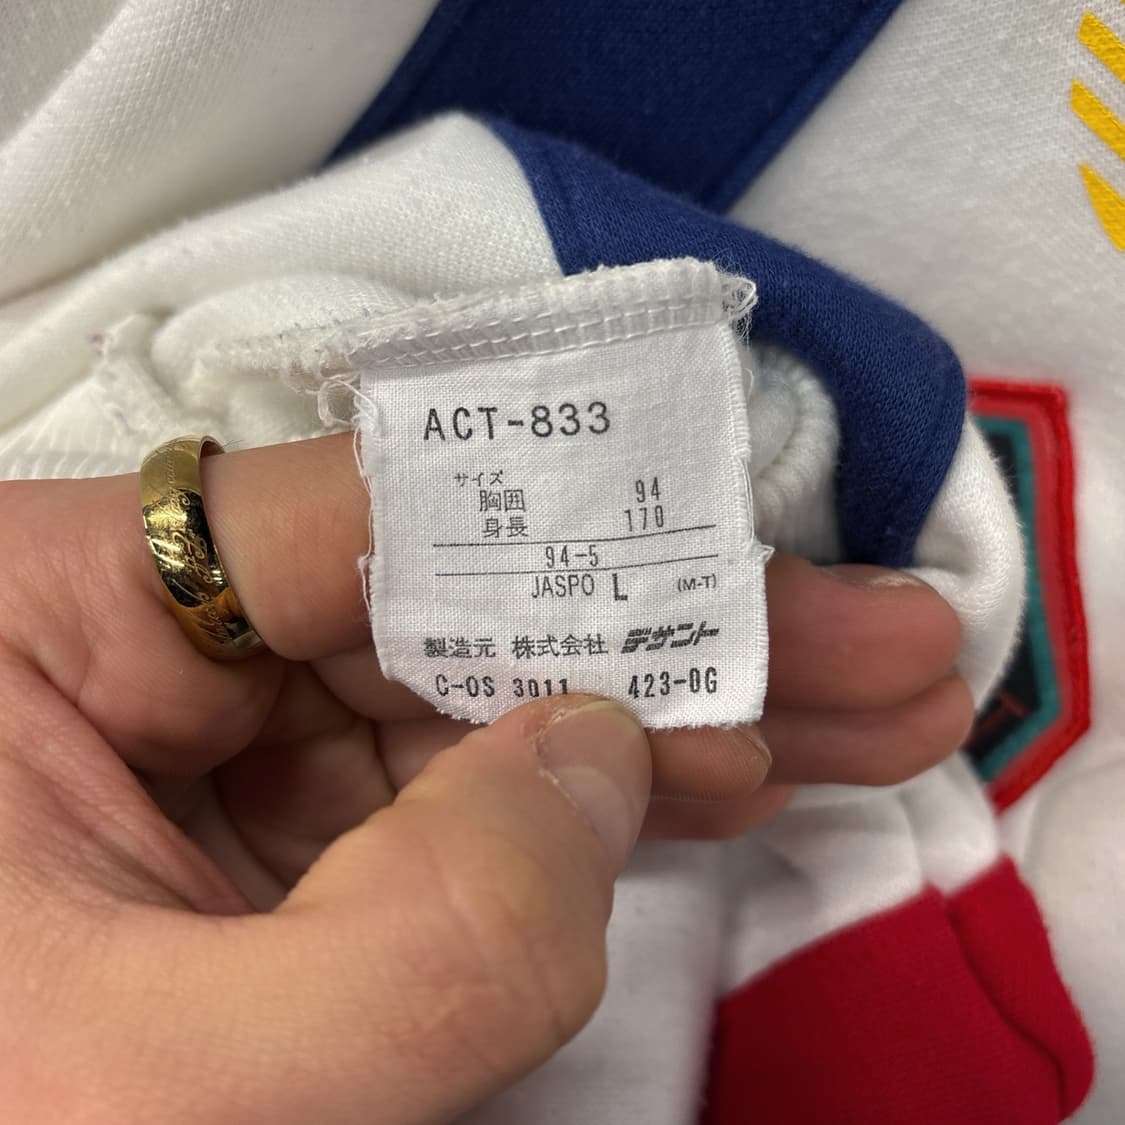 ACT-833
サイズ
胸囲 94
身長 170
94-5
JASPO L (M-T)
製造元 株式会社 デサント
C-OS 3011 423-0G